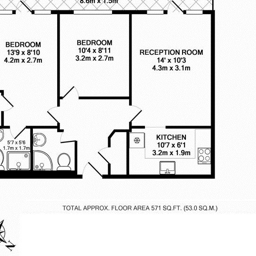 8.6m x 1.5m
BEDROOM
13'9 x 8'10
4.2m x 2.7m
BEDROOM
10'4 x 8'11
3.2m x 2.7m
RECEPTION ROOM
14' x 10'3
4.3m x 3.1m
5'7 x 5'6
1.7m x 1.7m
KITCHEN
10'7 x 6'1
3.2m x 1.9m
TOTAL APPROX. FLOOR AREA 571 SQ.FT. (53.0 SQ.M.)